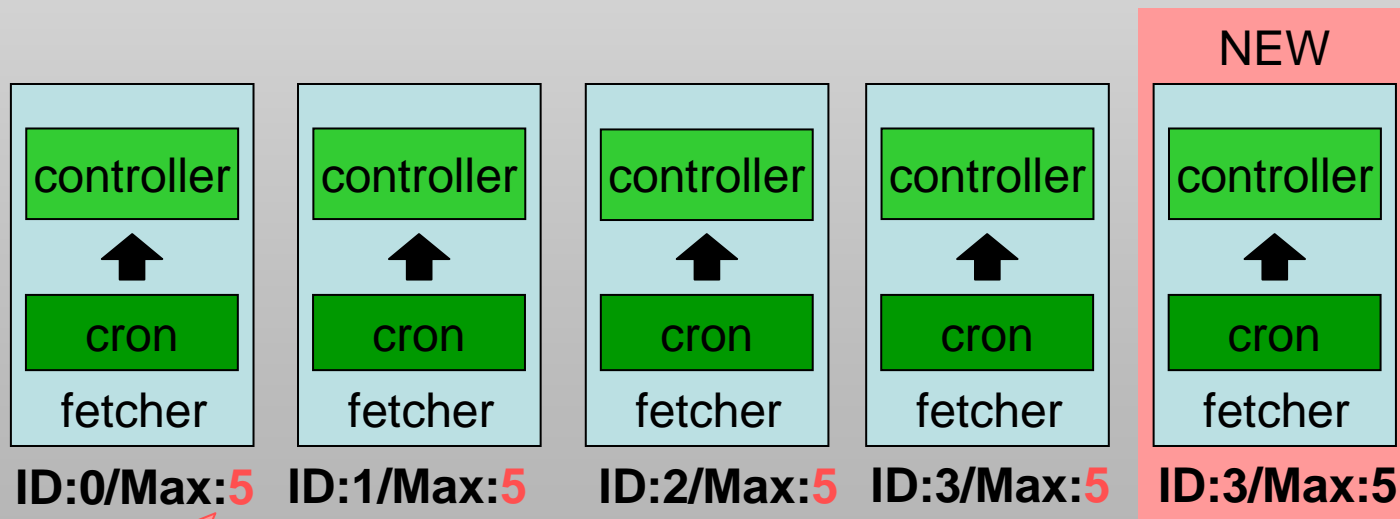 NEW
controller
controller
controller
controller
controller
cron
cron
cron
cron
cron
fetcher
fetcher
fetcher
fetcher
fetcher
ID:0/Max:5
ID:1/Max:5
ID:2/Max:5
ID:3/Max:5
ID:3/Max:5